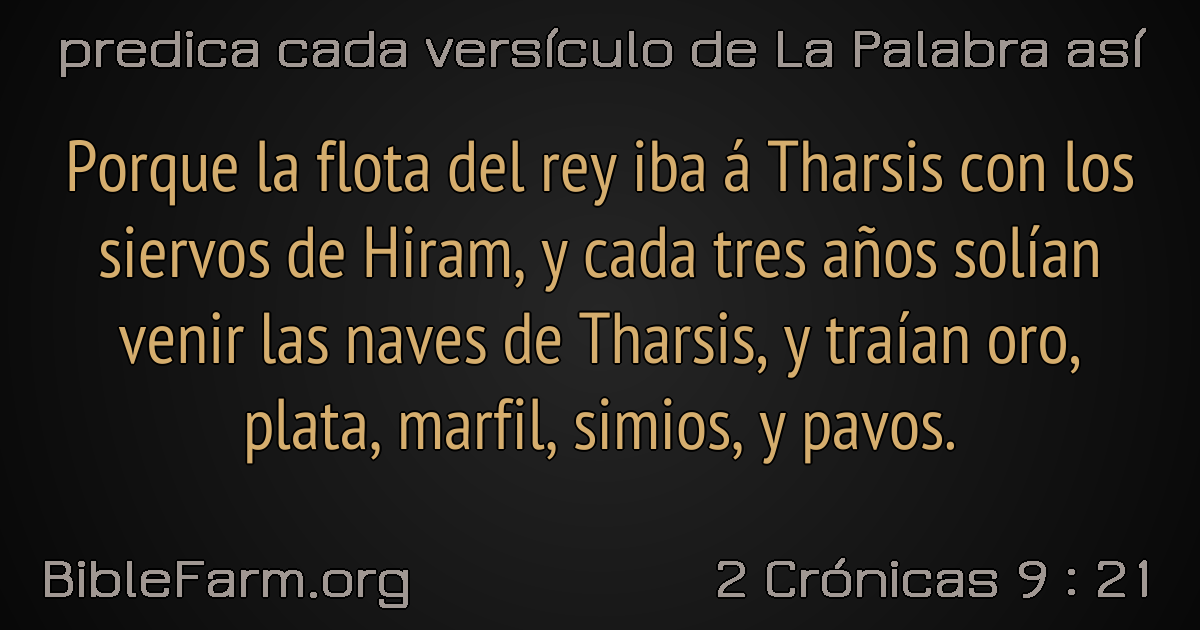 predica cada versículo de La Palabra así
Porque la flota del rey iba á Tharsis con los
siervos de Hiram, y cada tres años solían
venir las naves de Tharsis, y traían oro,
plata, marfil, simios, y pavos.
BibleFarm.org
2 Crónicas 9 : 21